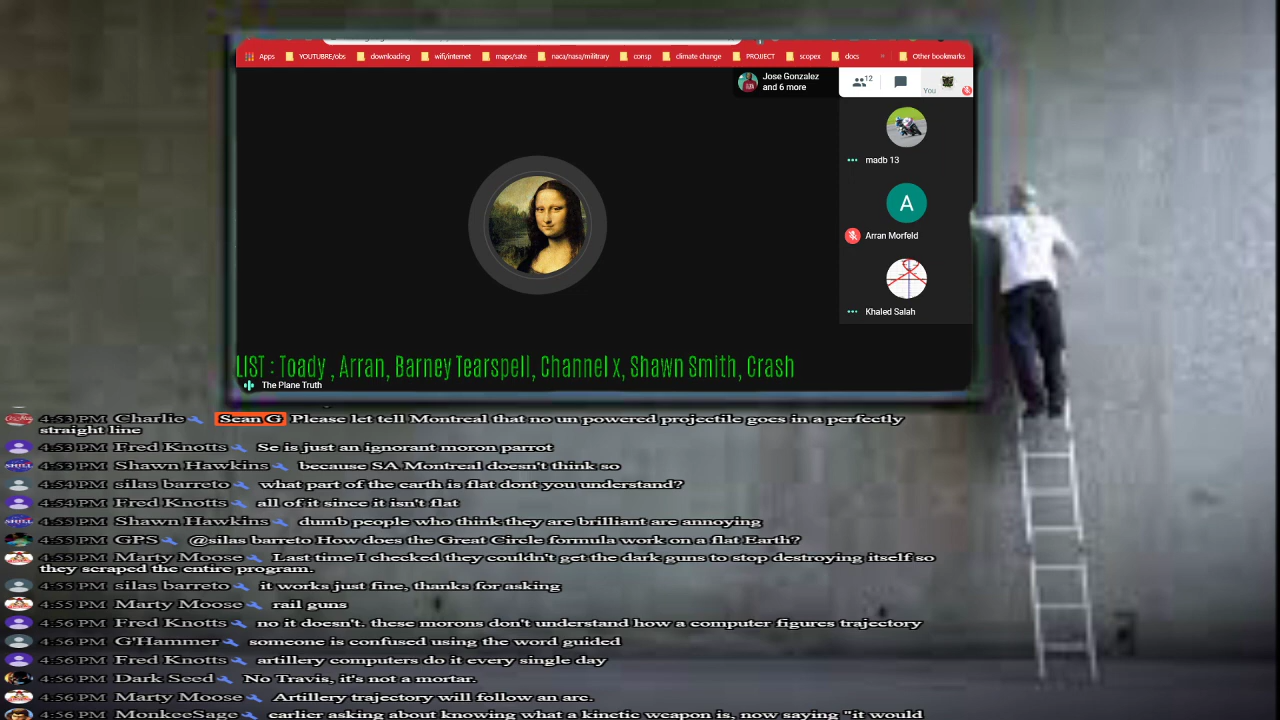 Apps YOUTUBRE/obs downloading wifi/internet maps/sate naca/nasa/militrary consp climate change PROJJECT scopex docs Other bookmarks
Jose Gonzalez
and 6 more
12
You
madb 13
A
Arran Morfeld
Khaled Salah
LIST : Toady , Arran, Barney Tearspell, Channel x, Shawn Smith, Crash
The Plane Truth
4:53 PM Charlie Sean G Please let tell Montreal that no un powered projectile goes in a perfectly
straight line
4:53 PM Fred Knotts Se is just an ignorant moron parrot
4:53 PM Shawn Hawkins because SA Montreal doesn't think so
4:54 PM silas barreto what part of the earth is flat dont you understand?
4:54 PM Fred Knotts all of it since it isn't flat
4:55 PM Shawn Hawkins dumb people who think they are brilliant are annoying
4:55 PM GPS @silas barreto How does the Great Circle formula work on a flat Earth?
4:55 PM Marty Moose Last time I checked they couldn't get the dark guns to stop destroying itself so
they scraped the entire program.
4:55 PM silas barreto it works just fine, thanks for asking
4:55 PM Marty Moose rail guns
4:56 PM Fred Knotts no it doesn't. these morons don't understand how a computer figures trajectory
4:56 PM G'Hammer someone is confused using the word guided
4:56 PM Fred Knotts artillery computers do it every single day
4:56 PM Dark Seed No Travis, it's not a mortar.
4:56 PM Marty Moose Artillery trajectory will follow an arc.
4:56 PM MonkeeSage earlier asking about knowing what a kinetic weapon is, now saying "it would